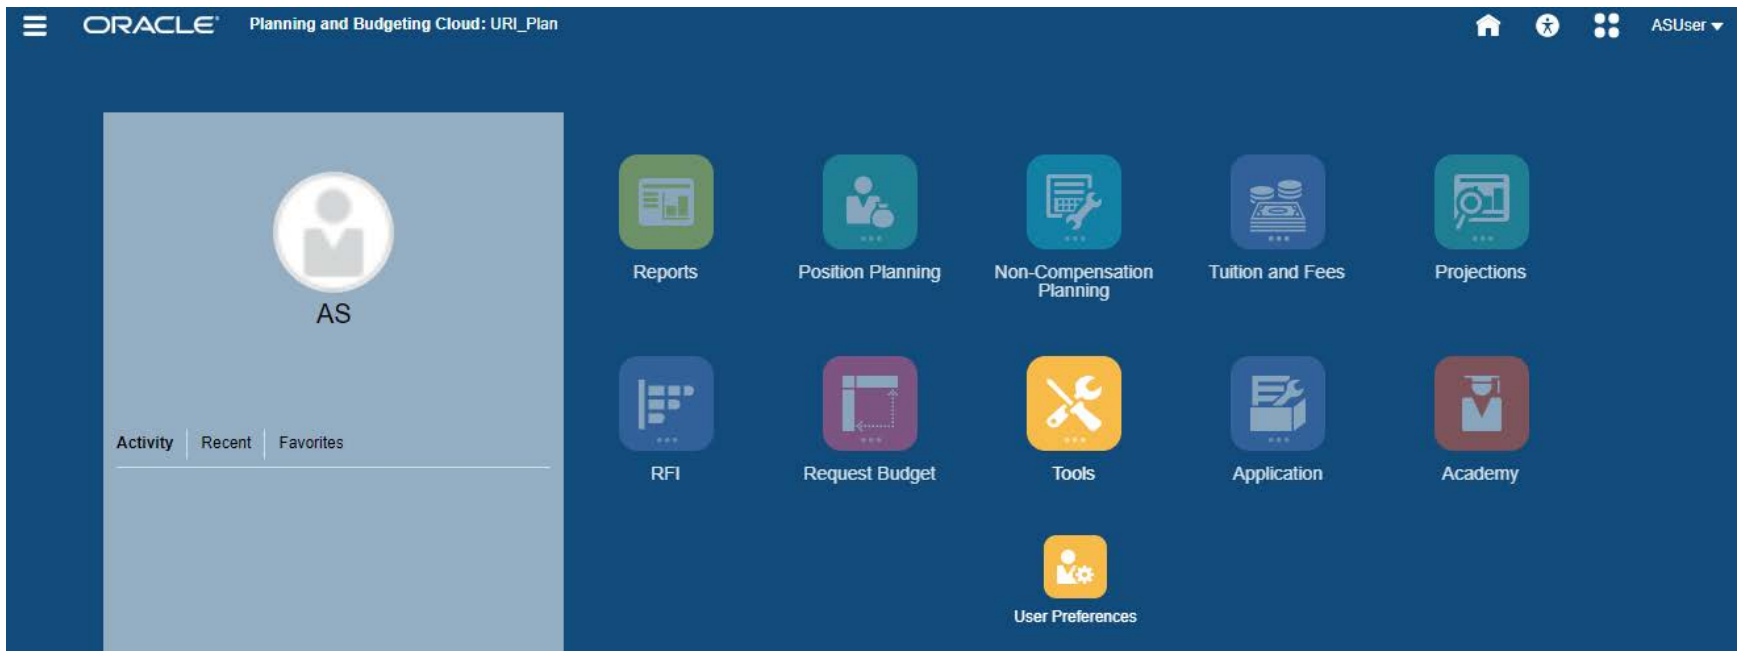 ORACLE Planning and Budgeting Cloud: URI_Plan ASUser
AS
Activity Recent Favorites
Reports Position Planning Non-Compensation Planning Tuition and Fees Projections
RFI Request Budget Tools Application Academy
User Preferences